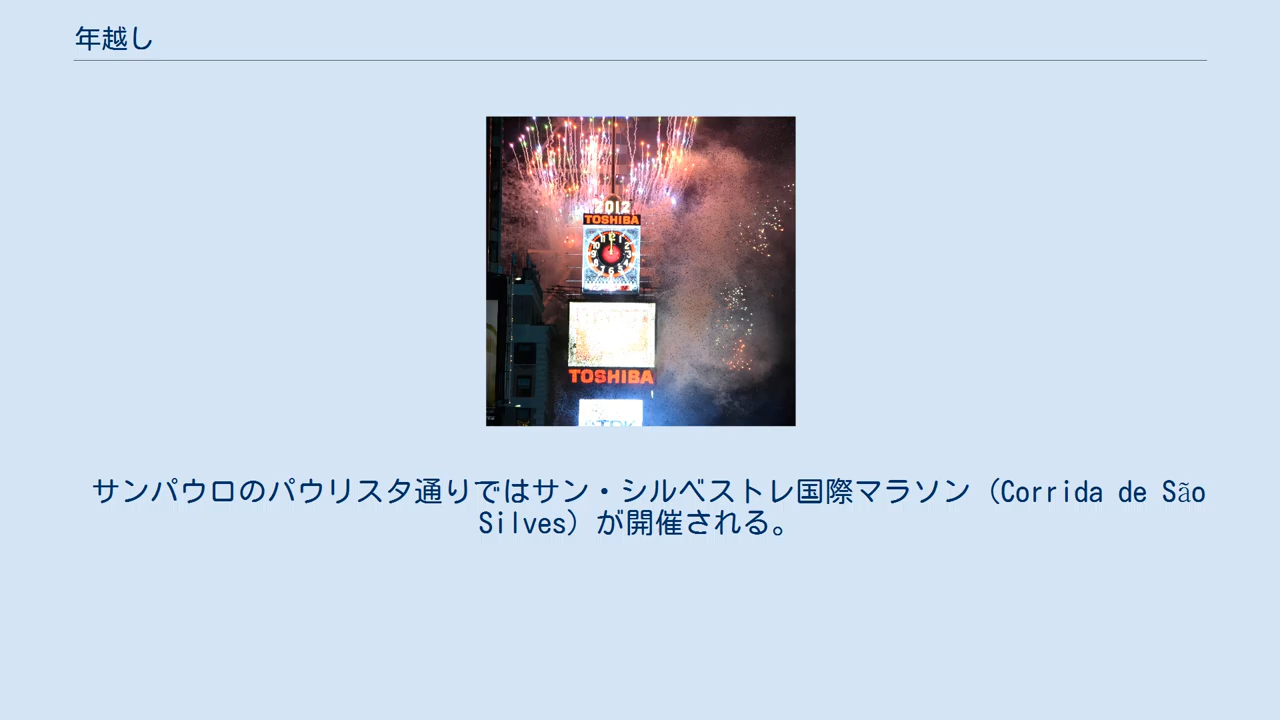 年越し
2012
TOSHIBA
TOSHIBA
TDK
サンパウロのパウリスタ通りではサン・シルベストレ国際マラソン（Corrida de São
Silves）が開催される。